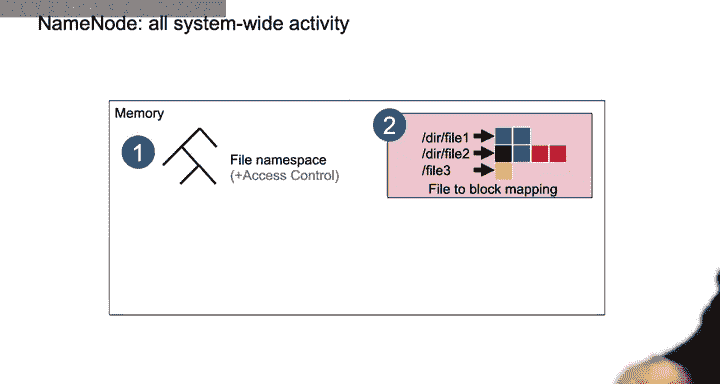 NameNode: all system-wide activity
Memory
1
File namespace
(+Access Control)
2
/dir/file1
/dir/file2
/file3
File to block mapping